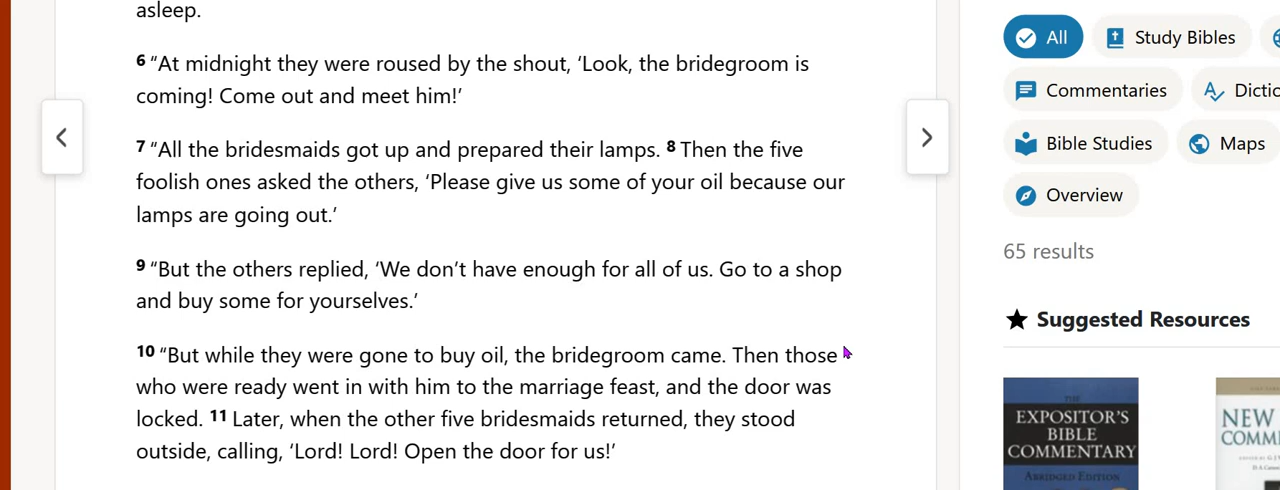 asleep.
6 “At midnight they were roused by the shout, ‘Look, the bridegroom is
coming! Come out and meet him!’
7 “All the bridesmaids got up and prepared their lamps. 8 Then the five
foolish ones asked the others, ‘Please give us some of your oil because our
lamps are going out.’
9 “But the others replied, ‘We don’t have enough for all of us. Go to a shop
and buy some for yourselves.’
10 “But while they were gone to buy oil, the bridegroom came. Then those
who were ready went in with him to the marriage feast, and the door was
locked. 11 Later, when the other five bridesmaids returned, they stood
outside, calling, ‘Lord! Lord! Open the door for us!’
All
Study Bibles
Commentaries
Dictio
Bible Studies
Maps
Overview
65 results
Suggested Resources
THE
EXPOSITOR'S
BIBLE
COMMENTARY
ABRIDGED EDITION
NEW
COMM